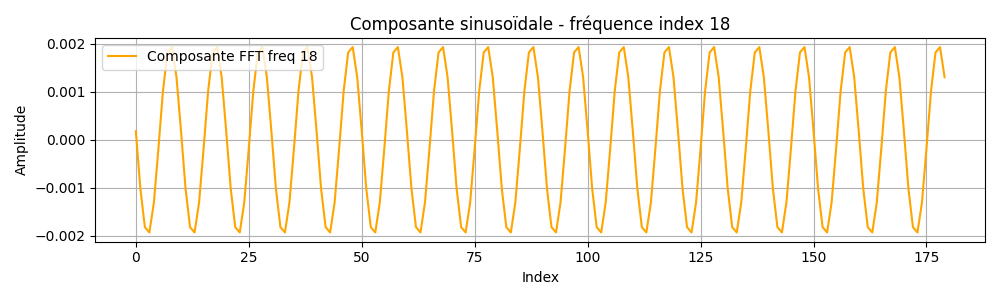 Composante sinusoïdale - fréquence index 18
Composante FFT freq 18
Amplitude
0.002
0.001
0.000
−0.001
−0.002
0 25 50 75 100 125 150 175
Index